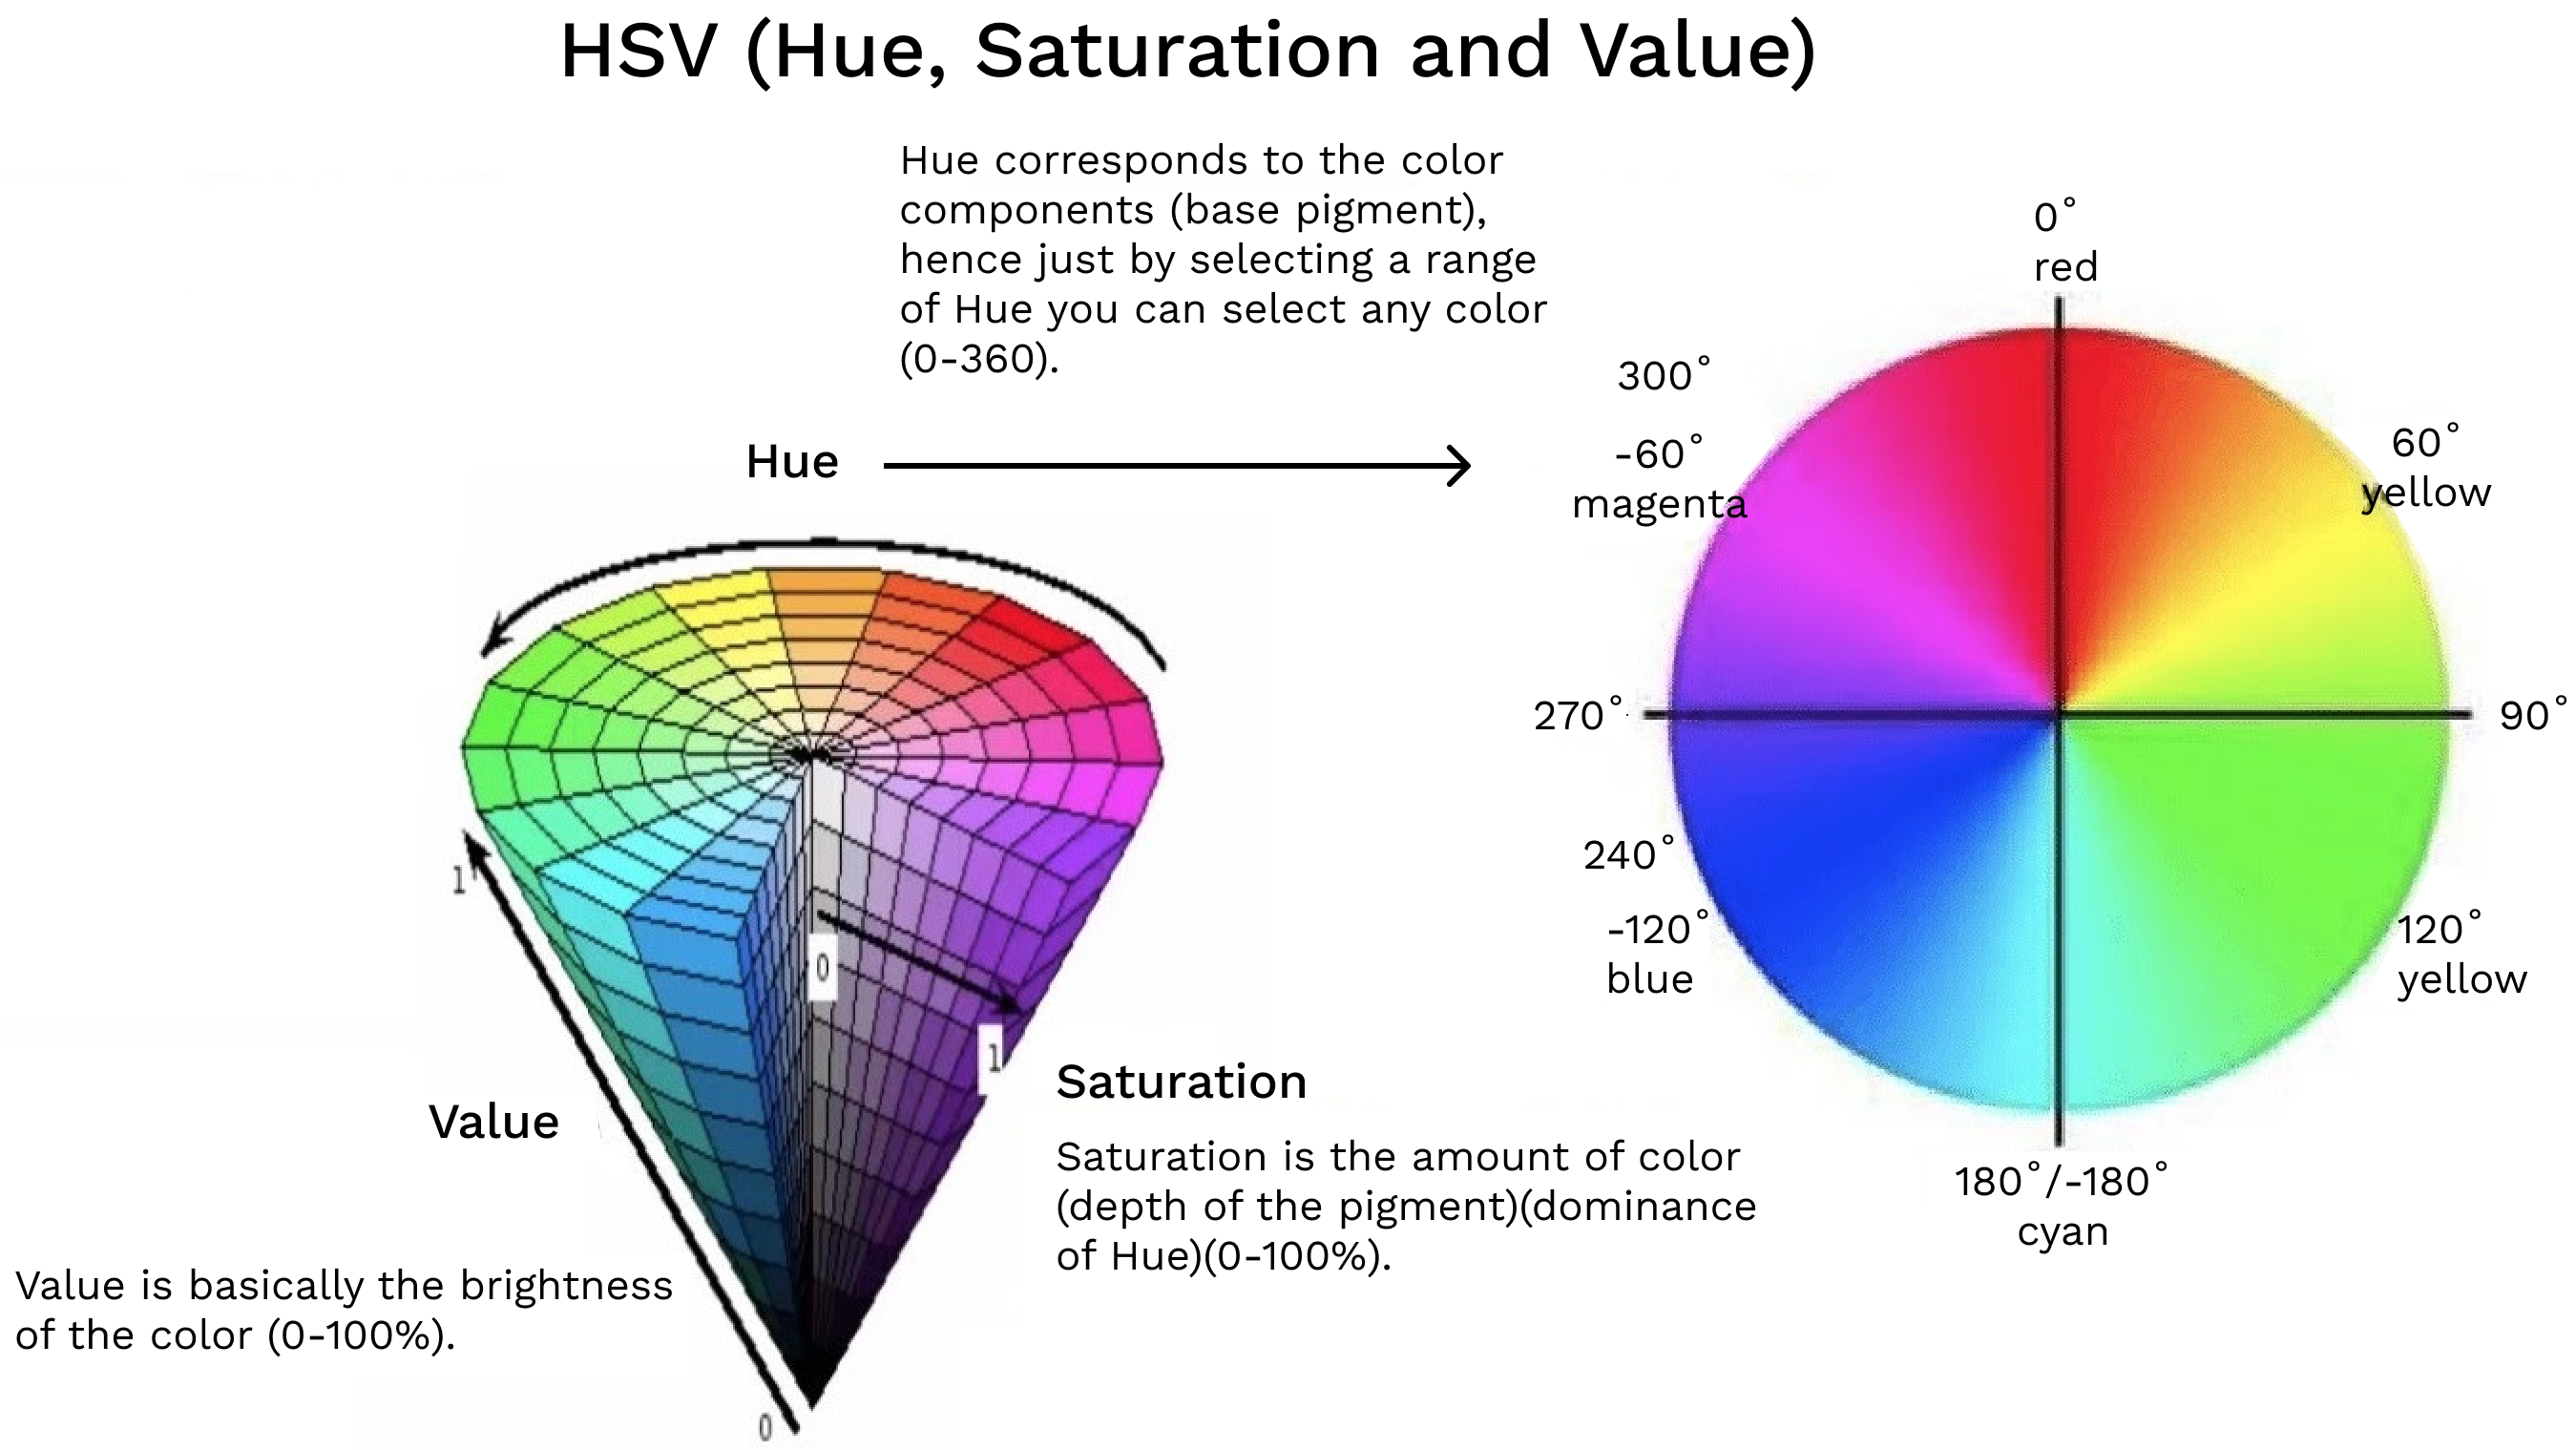 HSV (Hue, Saturation and Value)
Hue corresponds to the color
components (base pigment),
hence just by selecting a range
of Hue you can select any color
(0-360).
Hue
0°
red
300°
-60°
magenta
60°
yellow
270°
90°
240°
-120°
blue
120°
yellow
180°/-180°
cyan
1
0
1
Saturation
Saturation is the amount of color
(depth of the pigment)(dominance
of Hue)(0-100%).
Value
Value is basically the brightness
of the color (0-100%).
0